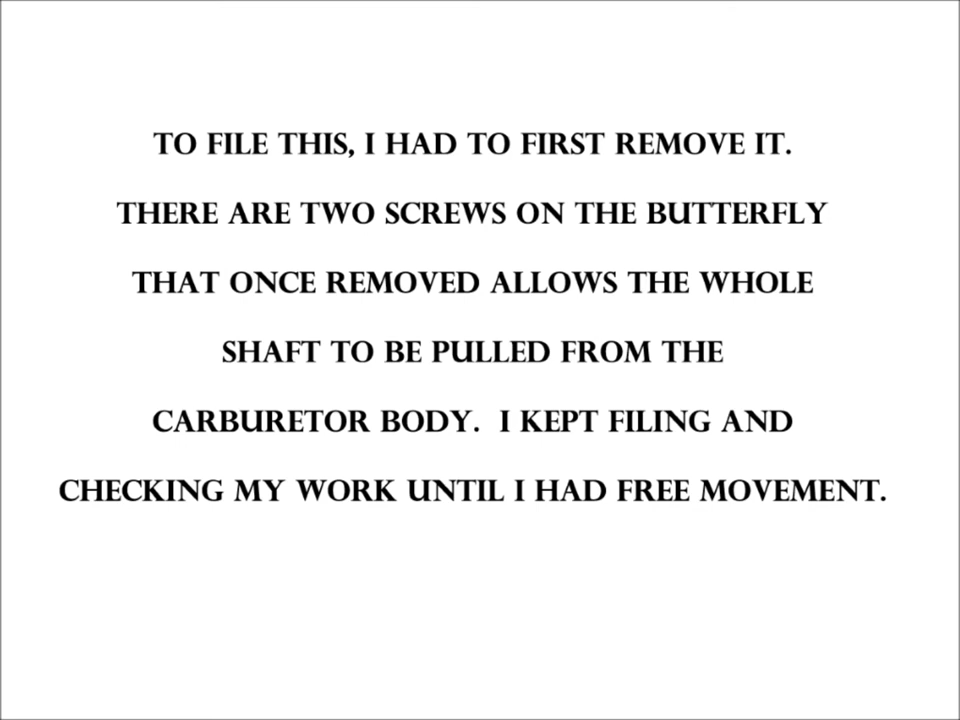 TO FILE THIS, I HAD TO FIRST REMOVE IT.
THERE ARE TWO SCREWS ON THE BUTTERFLY
THAT ONCE REMOVED ALLOWS THE WHOLE
SHAFT TO BE PULLED FROM THE
CARBURETOR BODY.  I KEPT FILING AND
CHECKING MY WORK UNTIL I HAD FREE MOVEMENT.